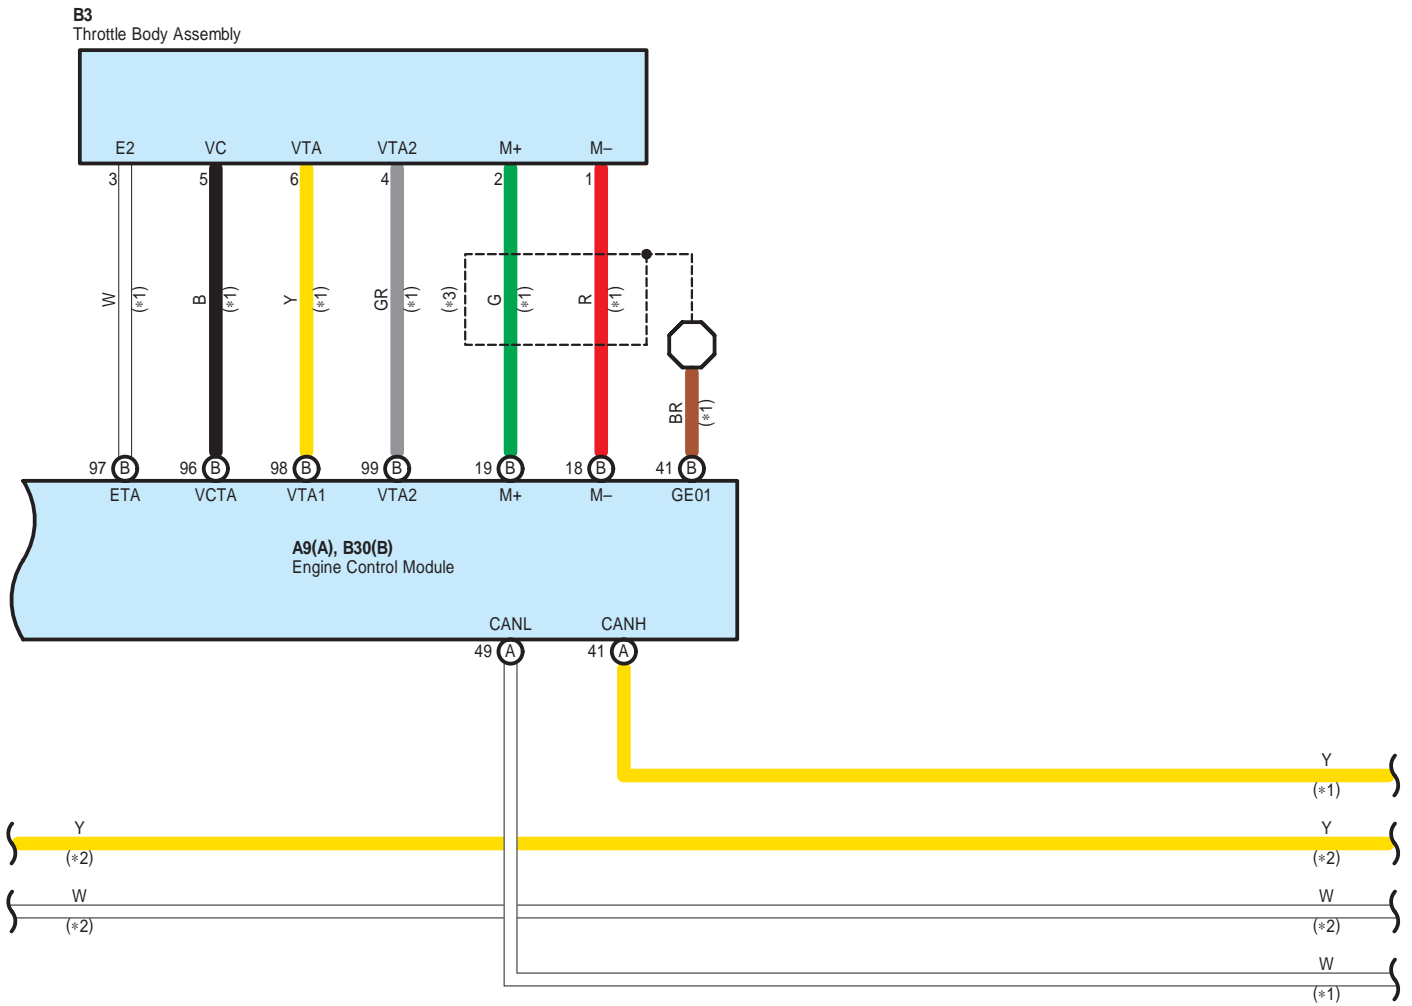 B3
Throttle Body Assembly
E2 VC VTA VTA2 M+ M–
3 5 6 4 2 1
W (*1) B (*1) Y (*1) GR (*1) (*3) G (*1) R (*1)
BR (*1)
97 B 96 B 98 B 99 B 19 B 18 B 41 B
ETA VCTA VTA1 VTA2 M+ M– GE01
A9(A), B30(B)
Engine Control Module
CANL CANH
49 A 41 A
Y
(*1)
Y Y
(*2) (*2)
W W
(*2) (*2)
W
(*1)